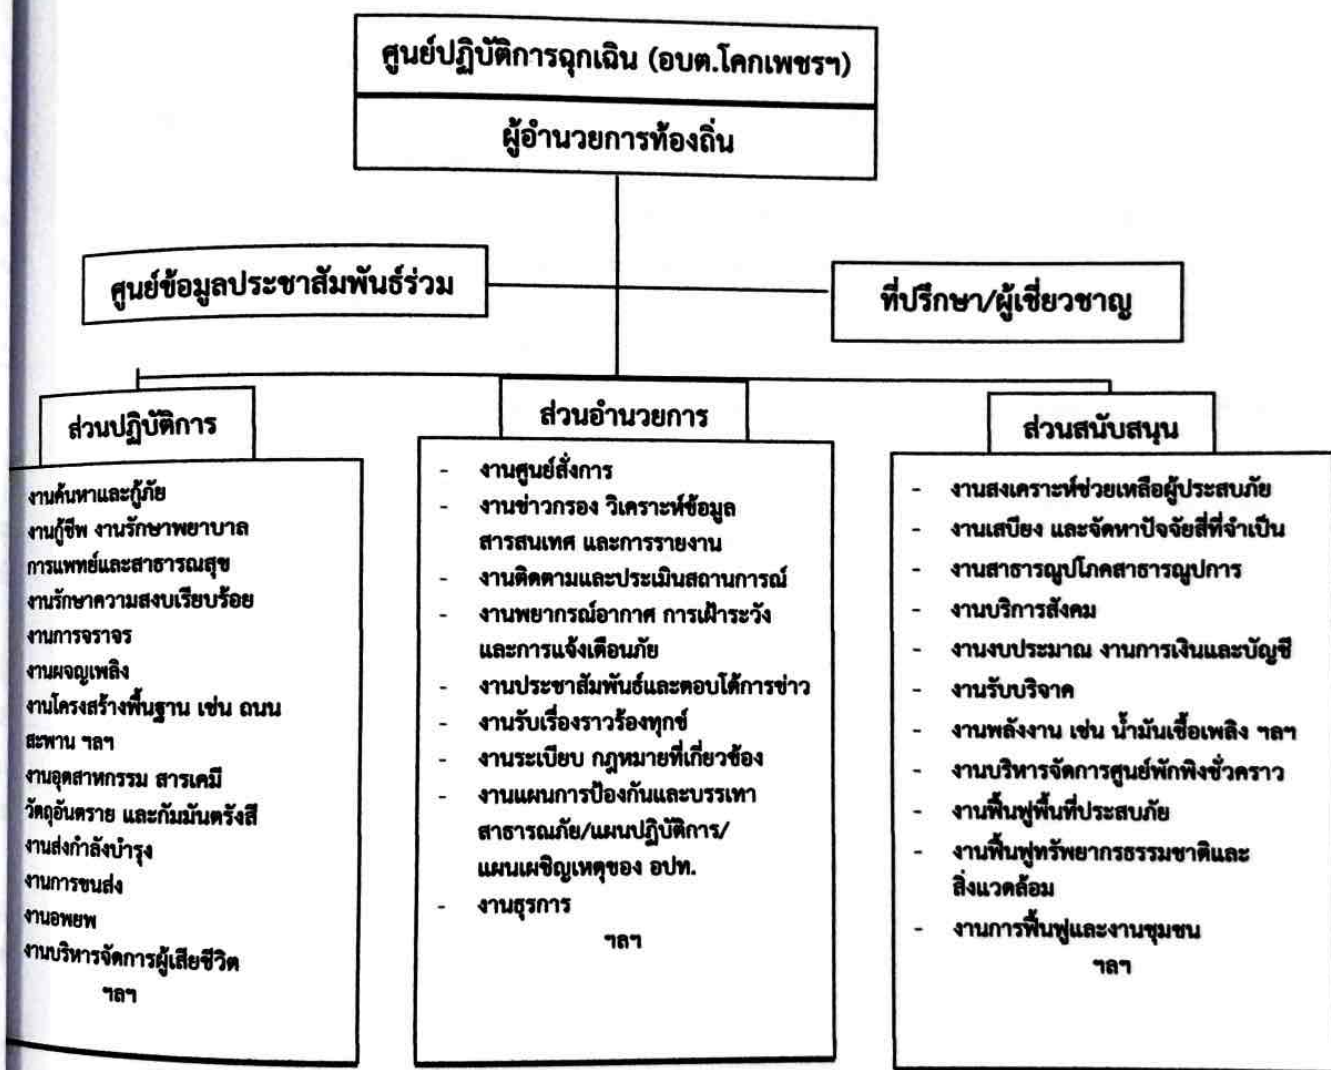 ศูนย์ปฏิบัติการฉุกเฉิน (อบต.โคกเพชรฯ)
ผู้อำนวยการท้องถิ่น
ศูนย์ข้อมูลประชาสัมพันธ์ร่วม
ที่ปรึกษา/ผู้เชี่ยวชาญ
ส่วนปฏิบัติการ
งานค้นหาและกู้ภัย
งานกู้ชีพ งานรักษาพยาบาล
การแพทย์และสาธารณสุข
งานรักษาความสงบเรียบร้อย
งานการจราจร
งานผจญเพลิง
งานโครงสร้างพื้นฐาน เช่น ถนน
สะพาน ฯลฯ
งานอุตสาหกรรม สารเคมี
วัตถุอันตราย และกัมมันตรังสี
งานส่งกำลังบำรุง
งานการขนส่ง
งานอพยพ
งานบริหารจัดการผู้เสียชีวิต
ฯลฯ
ส่วนอำนวยการ
- งานศูนย์สั่งการ
- งานข่าวกรอง วิเคราะห์ข้อมูล
สารสนเทศ และการรายงาน
- งานติดตามและประเมินสถานการณ์
- งานพยากรณ์อากาศ การเฝ้าระวัง
และการแจ้งเตือนภัย
- งานประชาสัมพันธ์และตอบโต้การข่าว
- งานรับเรื่องราวร้องทุกข์
- งานระเบียบ กฎหมายที่เกี่ยวข้อง
- งานแผนการป้องกันและบรรเทา
สาธารณภัย/แผนปฏิบัติการ/
แผนเผชิญเหตุของ อปท.
- งานธุรการ
ฯลฯ
ส่วนสนับสนุน
- งานสงเคราะห์ช่วยเหลือผู้ประสบภัย
- งานเสบียง และจัดหาปัจจัยสี่ที่จำเป็น
- งานสาธารณูปโภคสาธารณูปการ
- งานบริการสังคม
- งานงบประมาณ งานการเงินและบัญชี
- งานรับบริจาค
- งานพลังงาน เช่น น้ำมันเชื้อเพลิง ฯลฯ
- งานบริหารจัดการศูนย์พักพิงชั่วคราว
- งานฟื้นฟูพื้นที่ประสบภัย
- งานฟื้นฟูทรัพยากรธรรมชาติและ
สิ่งแวดล้อม
- งานการฟื้นฟูและงานชุมชน
ฯลฯ